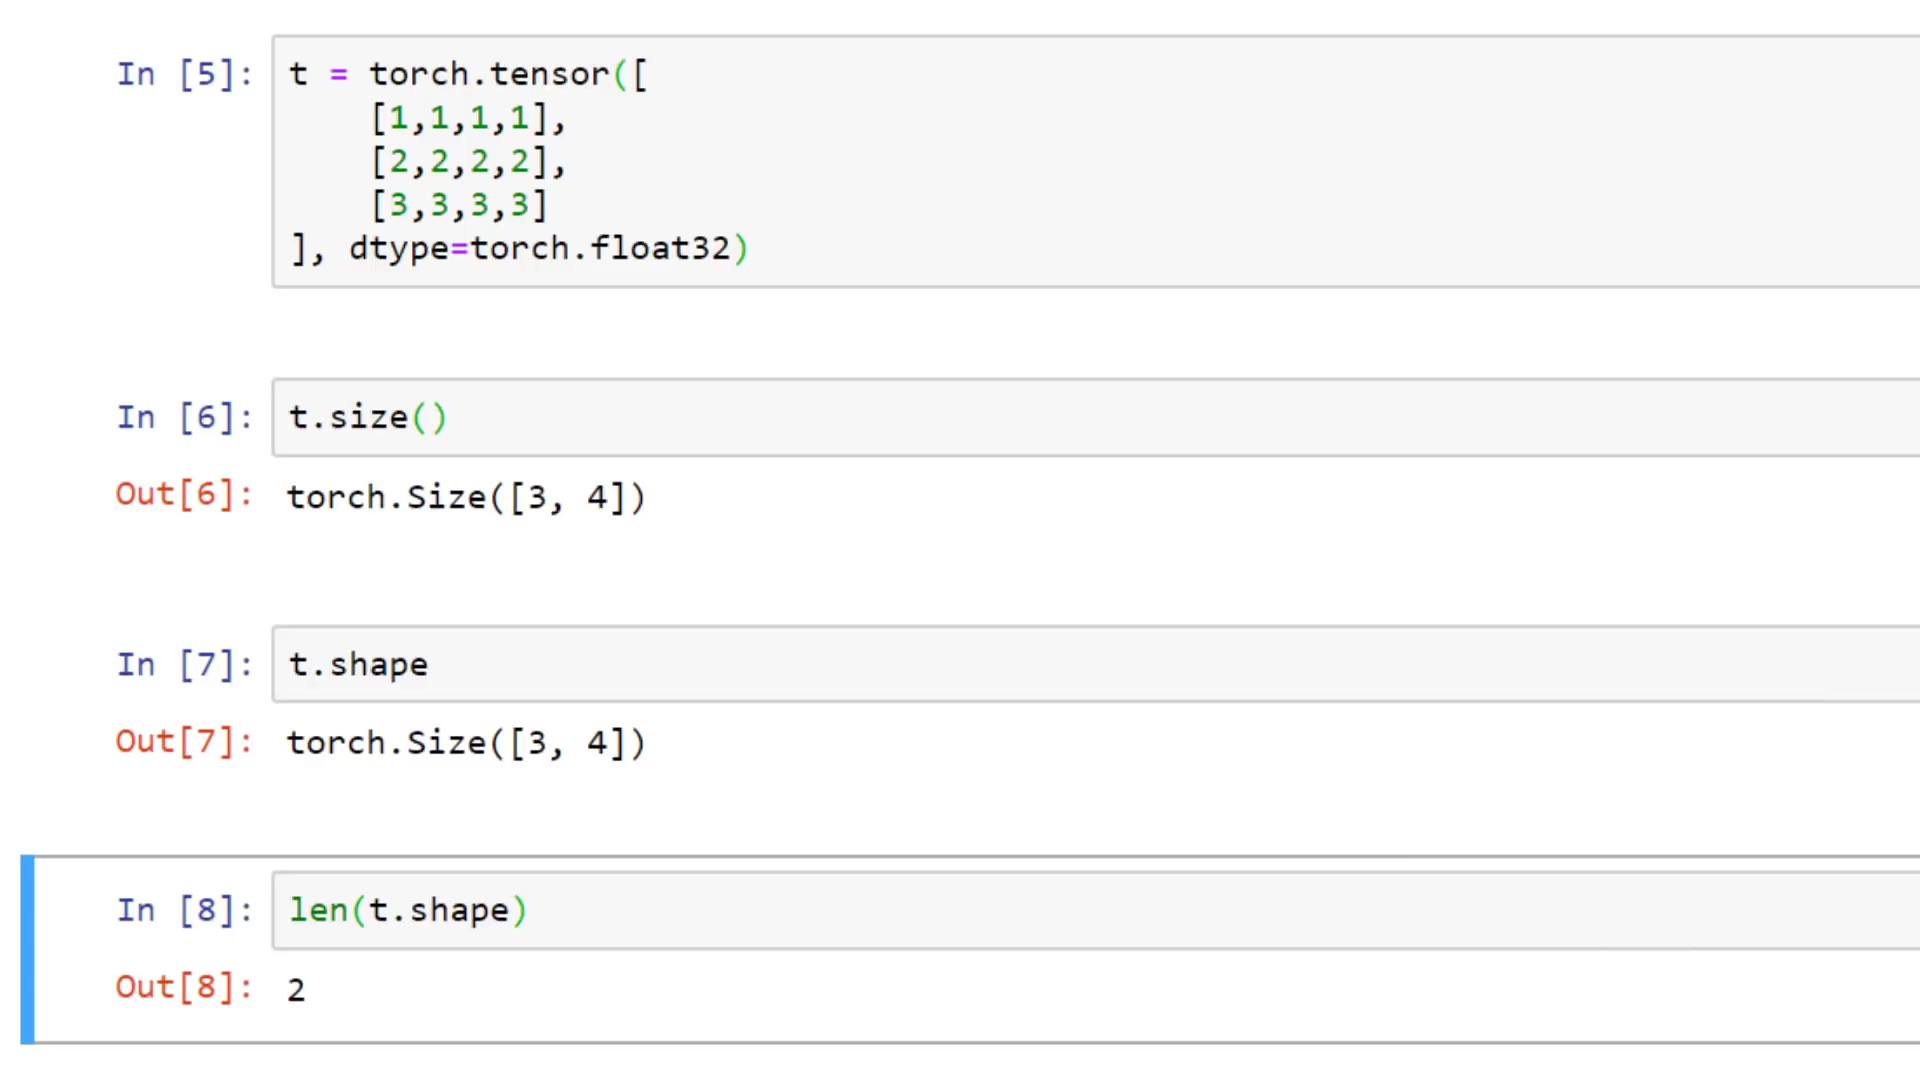 In [5]: t = torch.tensor([
    [1,1,1,1],
    [2,2,2,2],
    [3,3,3,3]
], dtype=torch.float32)
In [6]: t.size()
Out[6]: torch.Size([3, 4])
In [7]: t.shape
Out[7]: torch.Size([3, 4])
In [8]: len(t.shape)
Out[8]: 2